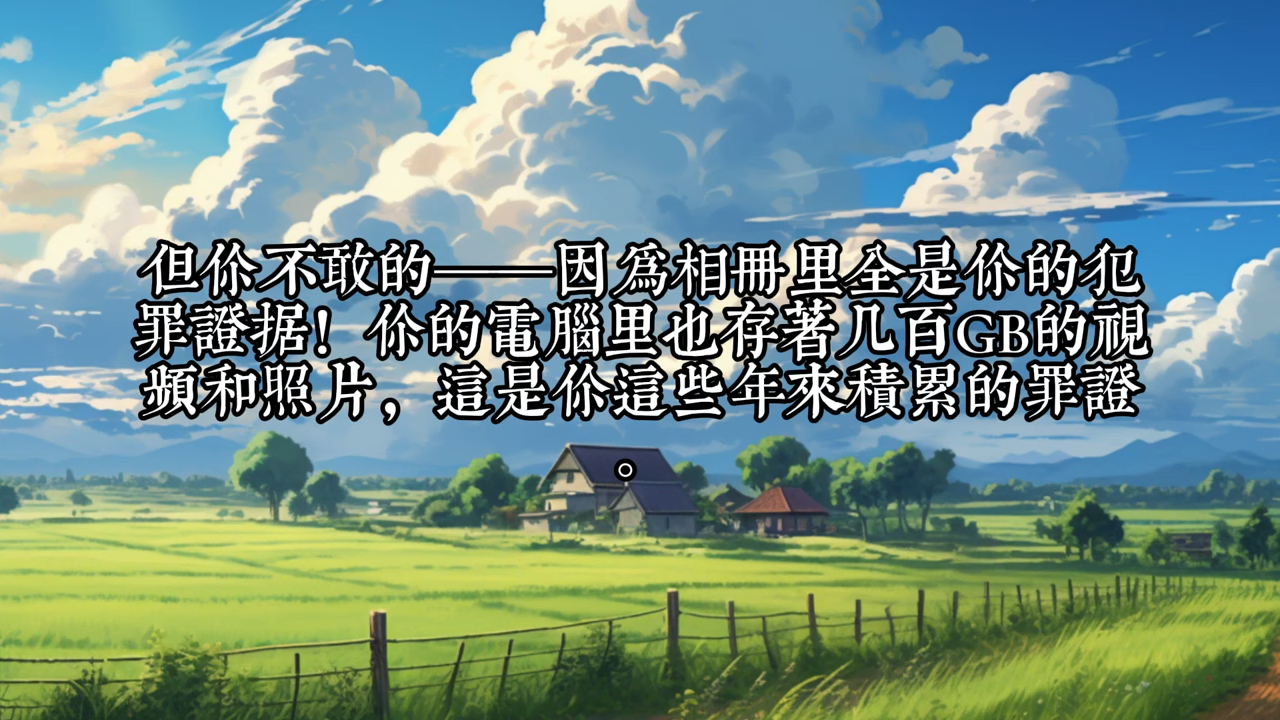 但你不敢的——因爲相冊里全是你的犯
罪證据！你的電腦里也存著几百GB的視
頻和照片，這是你這些年來積累的罪證
。